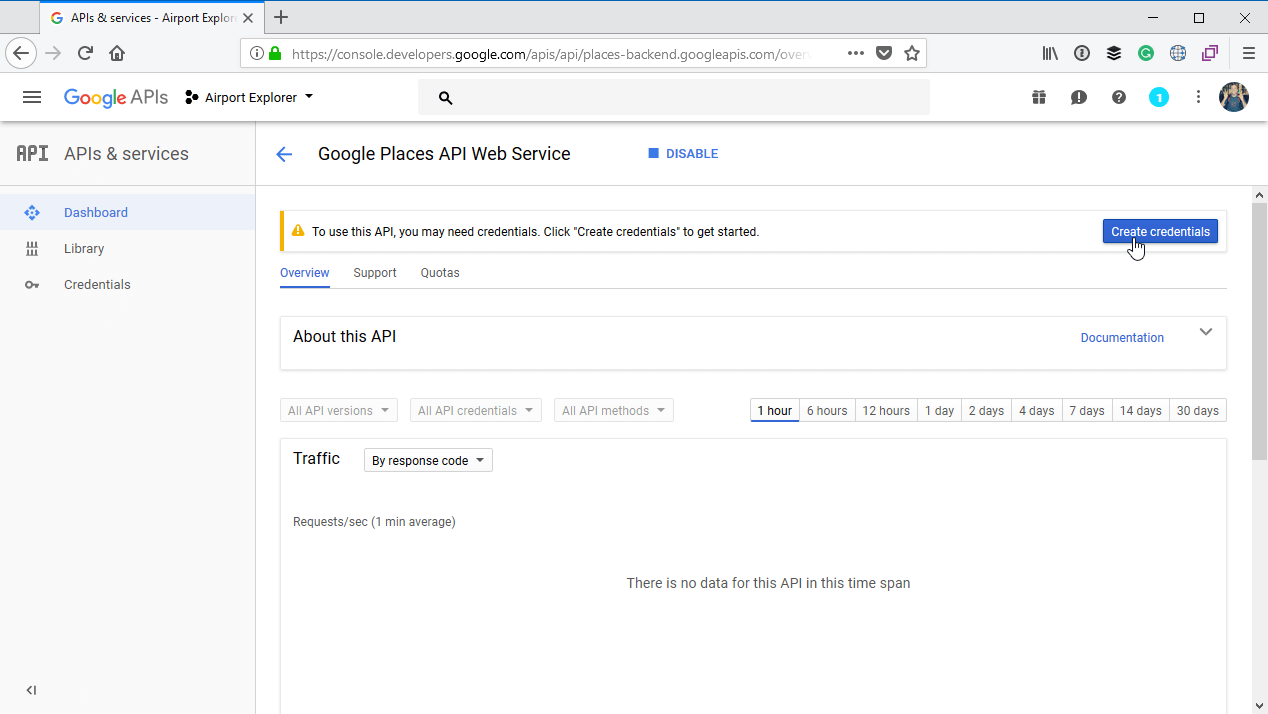 APIs & services - Airport Explor
https://console.developers.google.com/apis/api/places-backend.googleapis.com/over
Google APIs
Airport Explorer
1
API APIs & services
Google Places API Web Service
DISABLE
Dashboard
Library
Credentials
To use this API, you may need credentials. Click "Create credentials" to get started.
Create credentials
Overview
Support
Quotas
About this API
Documentation
All API versions
All API credentials
All API methods
1 hour
6 hours
12 hours
1 day
2 days
4 days
7 days
14 days
30 days
Traffic
By response code
Requests/sec (1 min average)
There is no data for this API in this time span